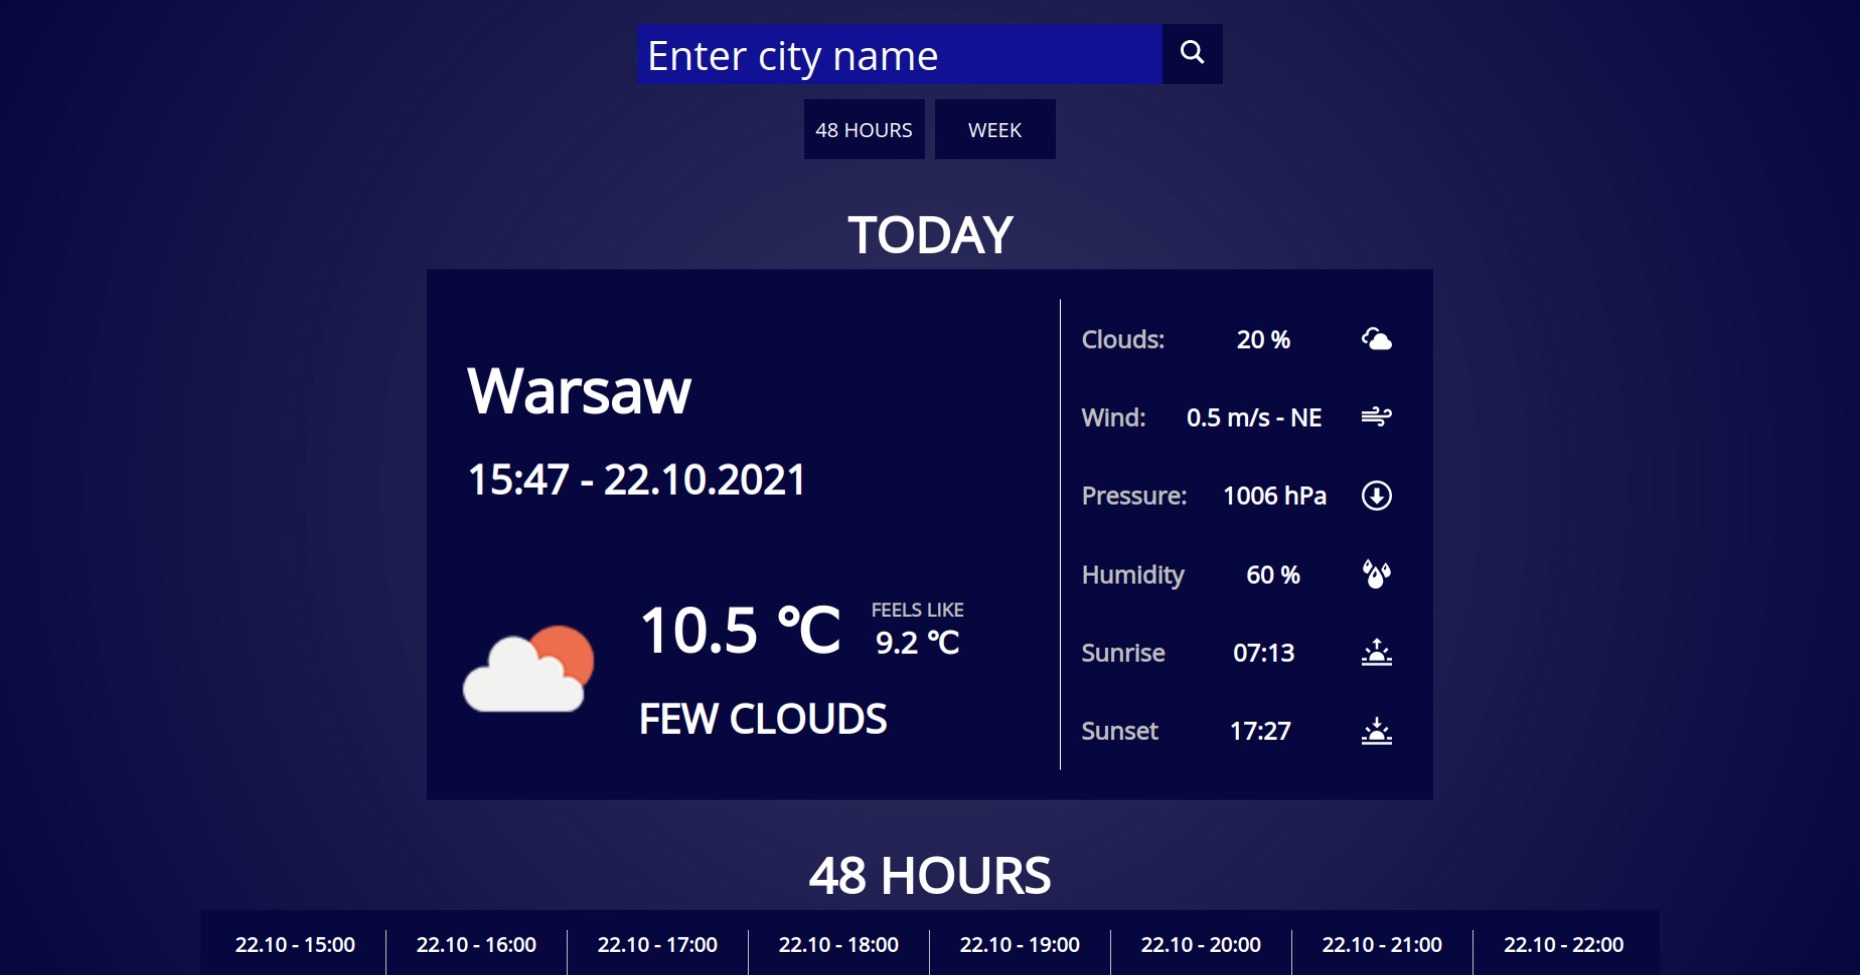 Enter city name
48 HOURS WEEK
TODAY
Warsaw
15:47 - 22.10.2021
10.5 °C
FEELS LIKE
9.2 °C
FEW CLOUDS
Clouds: 20 %
Wind: 0.5 m/s - NE
Pressure: 1006 hPa
Humidity 60 %
Sunrise 07:13
Sunset 17:27
48 HOURS
22.10 - 15:00 22.10 - 16:00 22.10 - 17:00 22.10 - 18:00 22.10 - 19:00 22.10 - 20:00 22.10 - 21:00 22.10 - 22:00